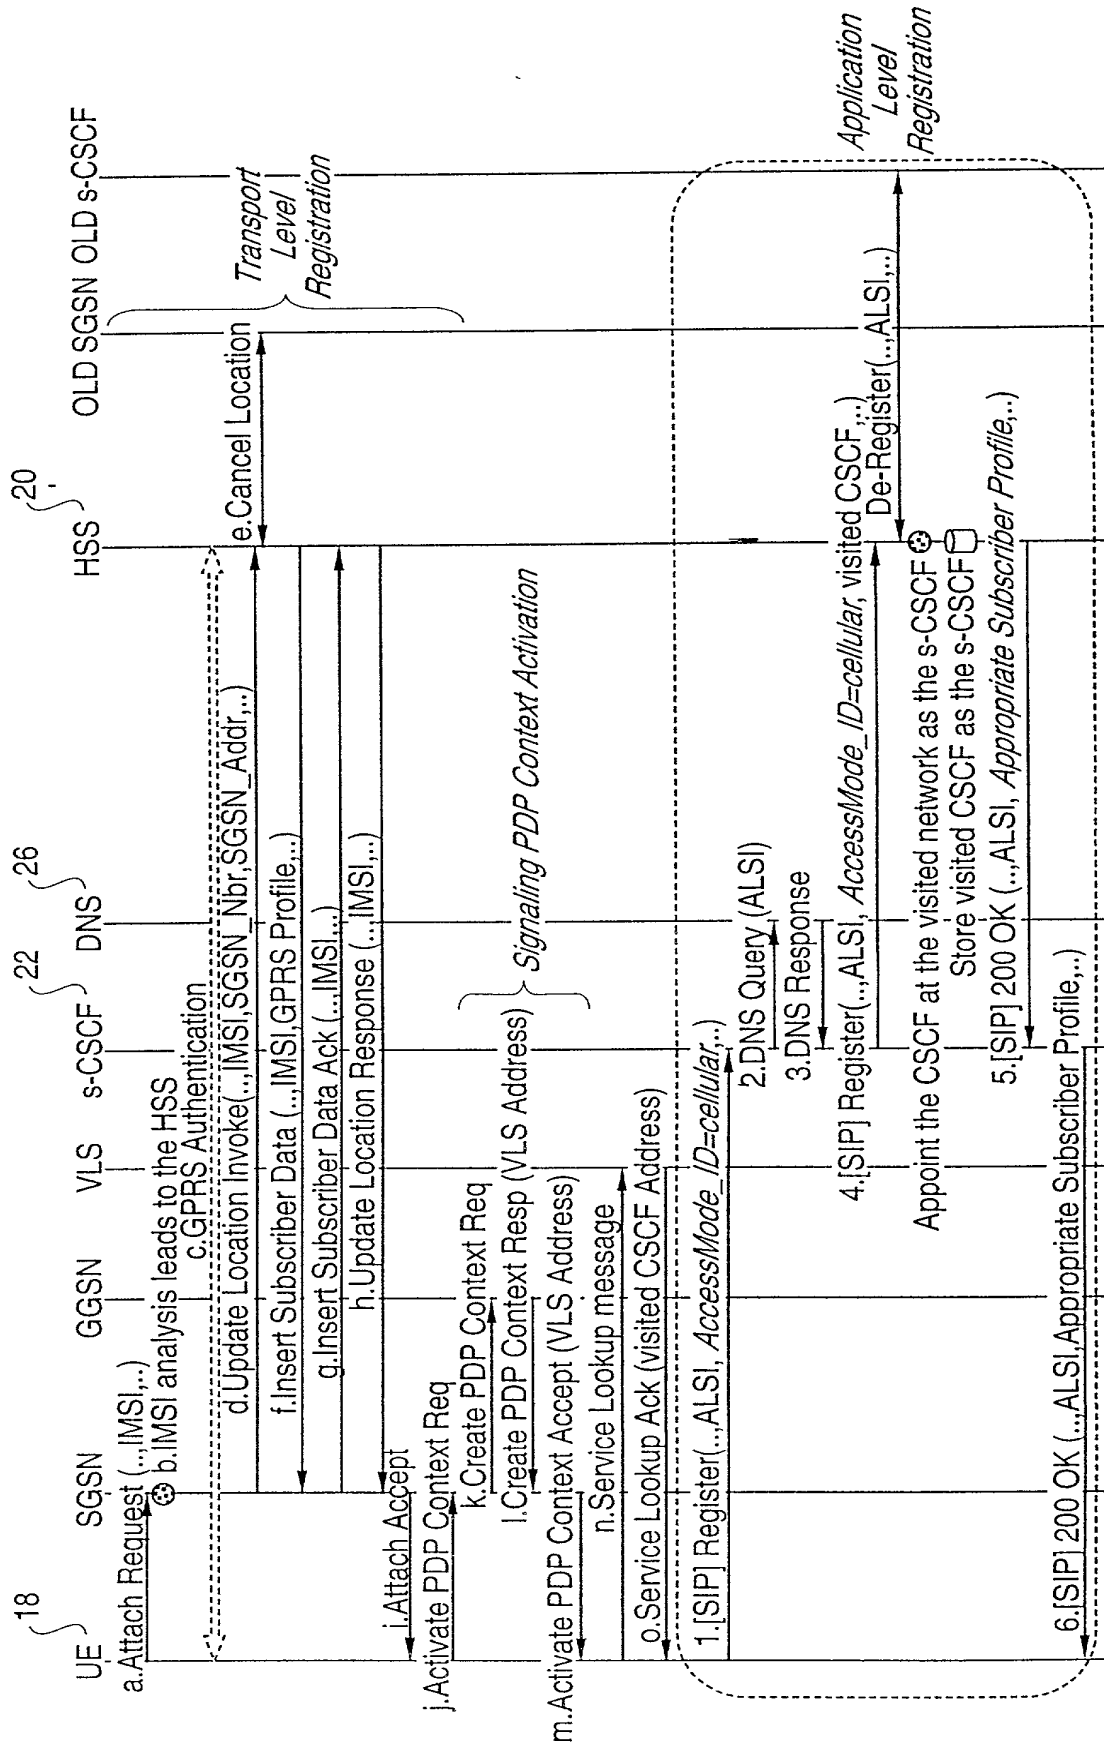 18
22
26
20
UE
SGSN
GGSN
VLS
s-CSCF
DNS
HSS
OLD SGSN
OLD s-CSCF
a.Attach Request (..,IMSI,..)
b.IMSI analysis leads to the HSS
c.GPRS Authentication
d.Update Location Invoke(..,IMSI,SGSN_Nbr,SGSN_Addr,..)
e.Cancel Location
f.Insert Subscriber Data (..,IMSI,GPRS Profile,..)
g.Insert Subscriber Data Ack (..,IMSI,..)
h.Update Location Response (..,IMSI,..)
Transport
Level
Registration
i.Attach Accept
j.Activate PDP Context Req
k.Create PDP Context Req
l.Create PDP Context Resp (VLS Address)
Signaling PDP Context Activation
m.Activate PDP Context Accept (VLS Address)
n.Service Lookup message
o.Service Lookup Ack (visited CSCF Address)
1.[SIP] Register(..,ALSI, AccessMode_ID=cellular,..)
2.DNS Query (ALSI)
3.DNS Response
4.[SIP] Register(..,ALSI, AccessMode_ID=cellular, visited CSCF,..)
De-Register(..,ALSI,..)
Application
Level
Registration
Appoint the CSCF at the visited network as the s-CSCF
Store visited CSCF as the s-CSCF
5.[SIP] 200 OK (..,ALSI, Appropriate Subscriber Profile,..)
6.[SIP] 200 OK (..,ALSI,Appropriate Subscriber Profile,..)